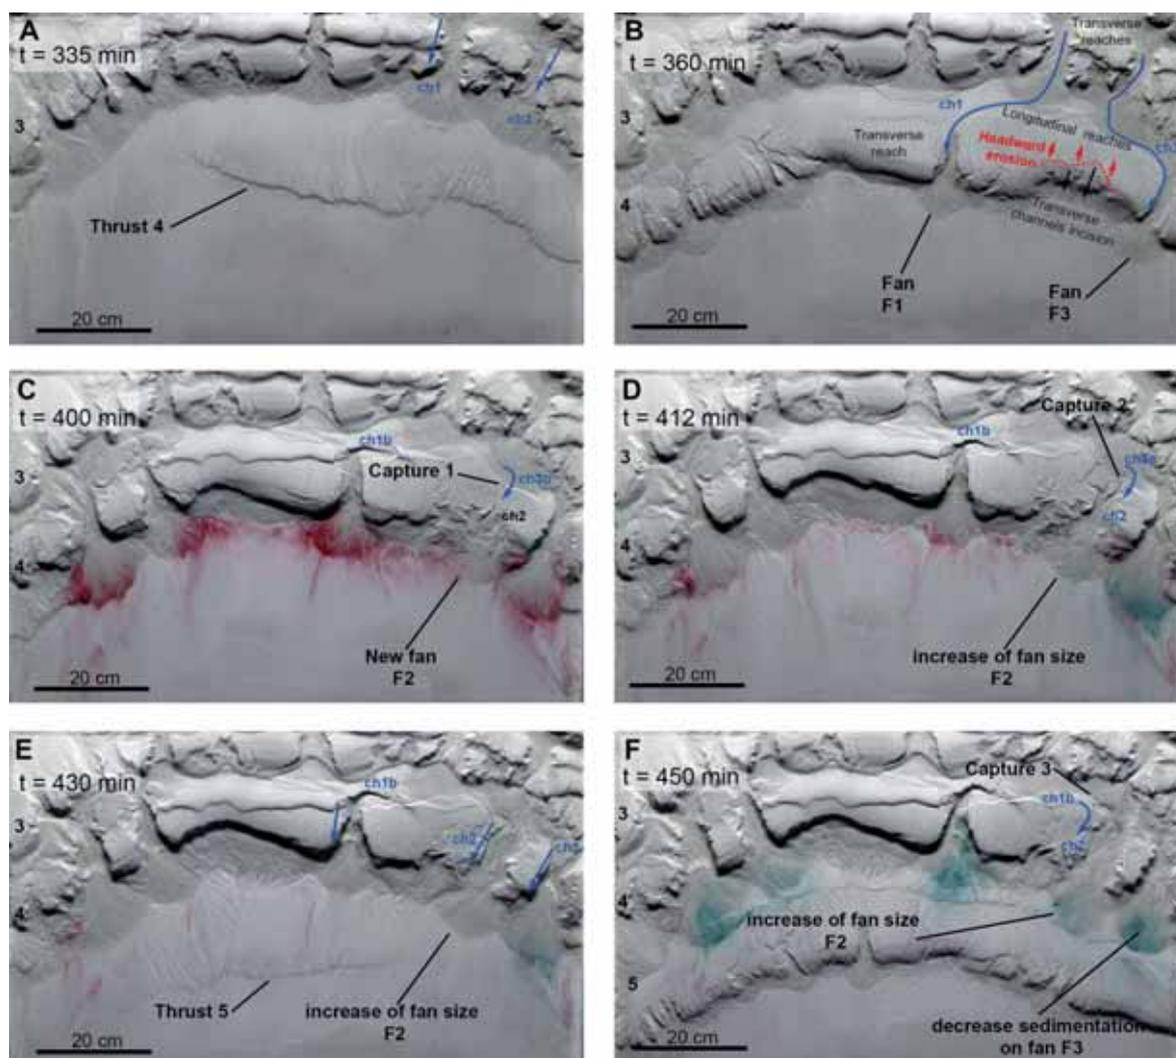 A
t = 335 min
ch1
ch3
3
Thrust 4
20 cm
B
t = 360 min
Transverse
reaches
3
ch1
Longitudinal reaches
Transverse
reach
Headward
erosion
ch3
4
Transverse
channels incision
Fan
F1
Fan
F3
20 cm
C
t = 400 min
ch1b
3
Capture 1
ch3b
ch2
4
New fan
F2
20 cm
D
t = 412 min
Capture 2
ch1b
3
ch2
4
increase of fan size
F2
20 cm
E
t = 430 min
ch1b
3
ch2
ch3
4
Thrust 5
increase of fan size
F2
20 cm
F
t = 450 min
Capture 3
3
ch1b
ch2
4
increase of fan size
F2
5
decrease sedimentation
on fan F3
20 cm